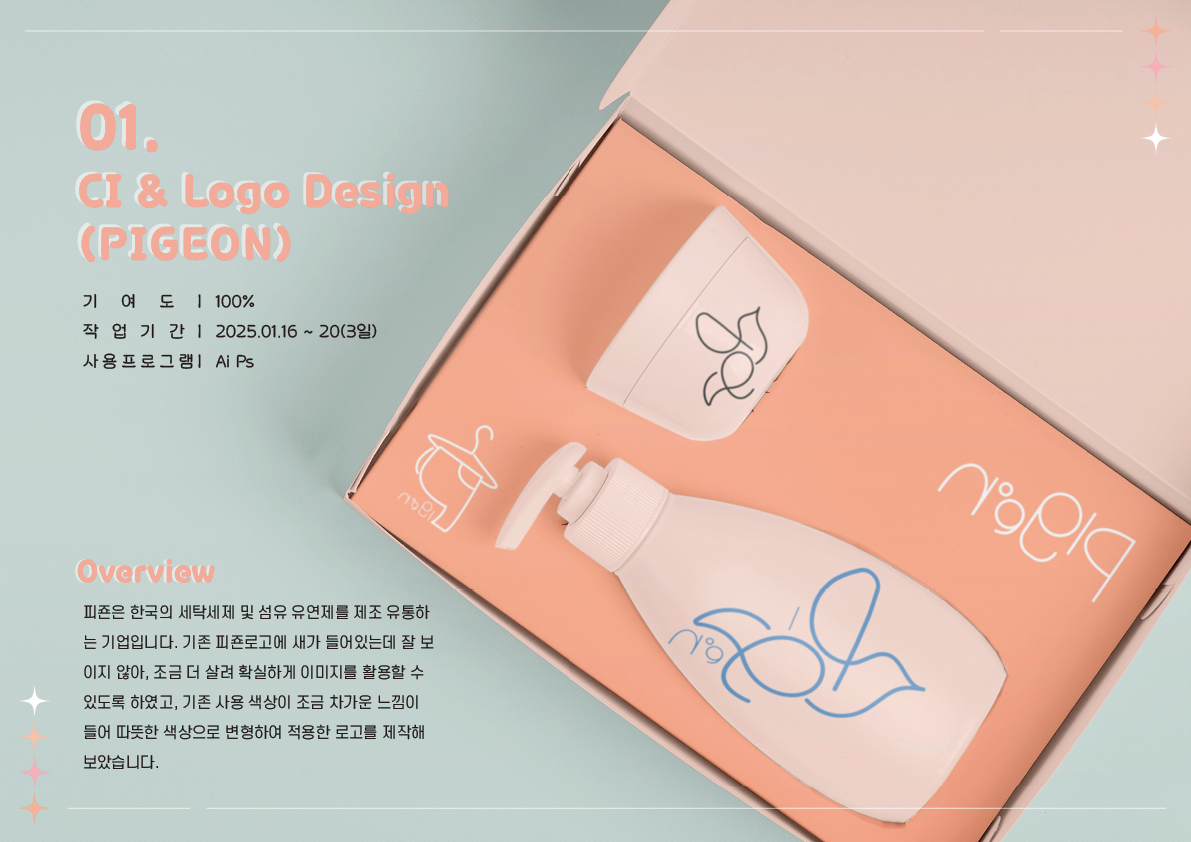 01.
CI & Logo Design
(PIGEON)
기 여 도 | 100%
작 업 기 간 | 2025.01.16 ~ 20(3일)
사용프로그램| Ai Ps
Overview
피죤은 한국의 세탁세제 및 섬유 유연제를 제조 유통하
는 기업입니다. 기존 피죤로고에 새가 들어있는데 잘 보
이지 않아, 조금 더 살려 확실하게 이미지를 활용할 수
있도록 하였고, 기존 사용 색상이 조금 차가운 느낌이
들어 따뜻한 색상으로 변형하여 적용한 로고를 제작해
보았습니다.